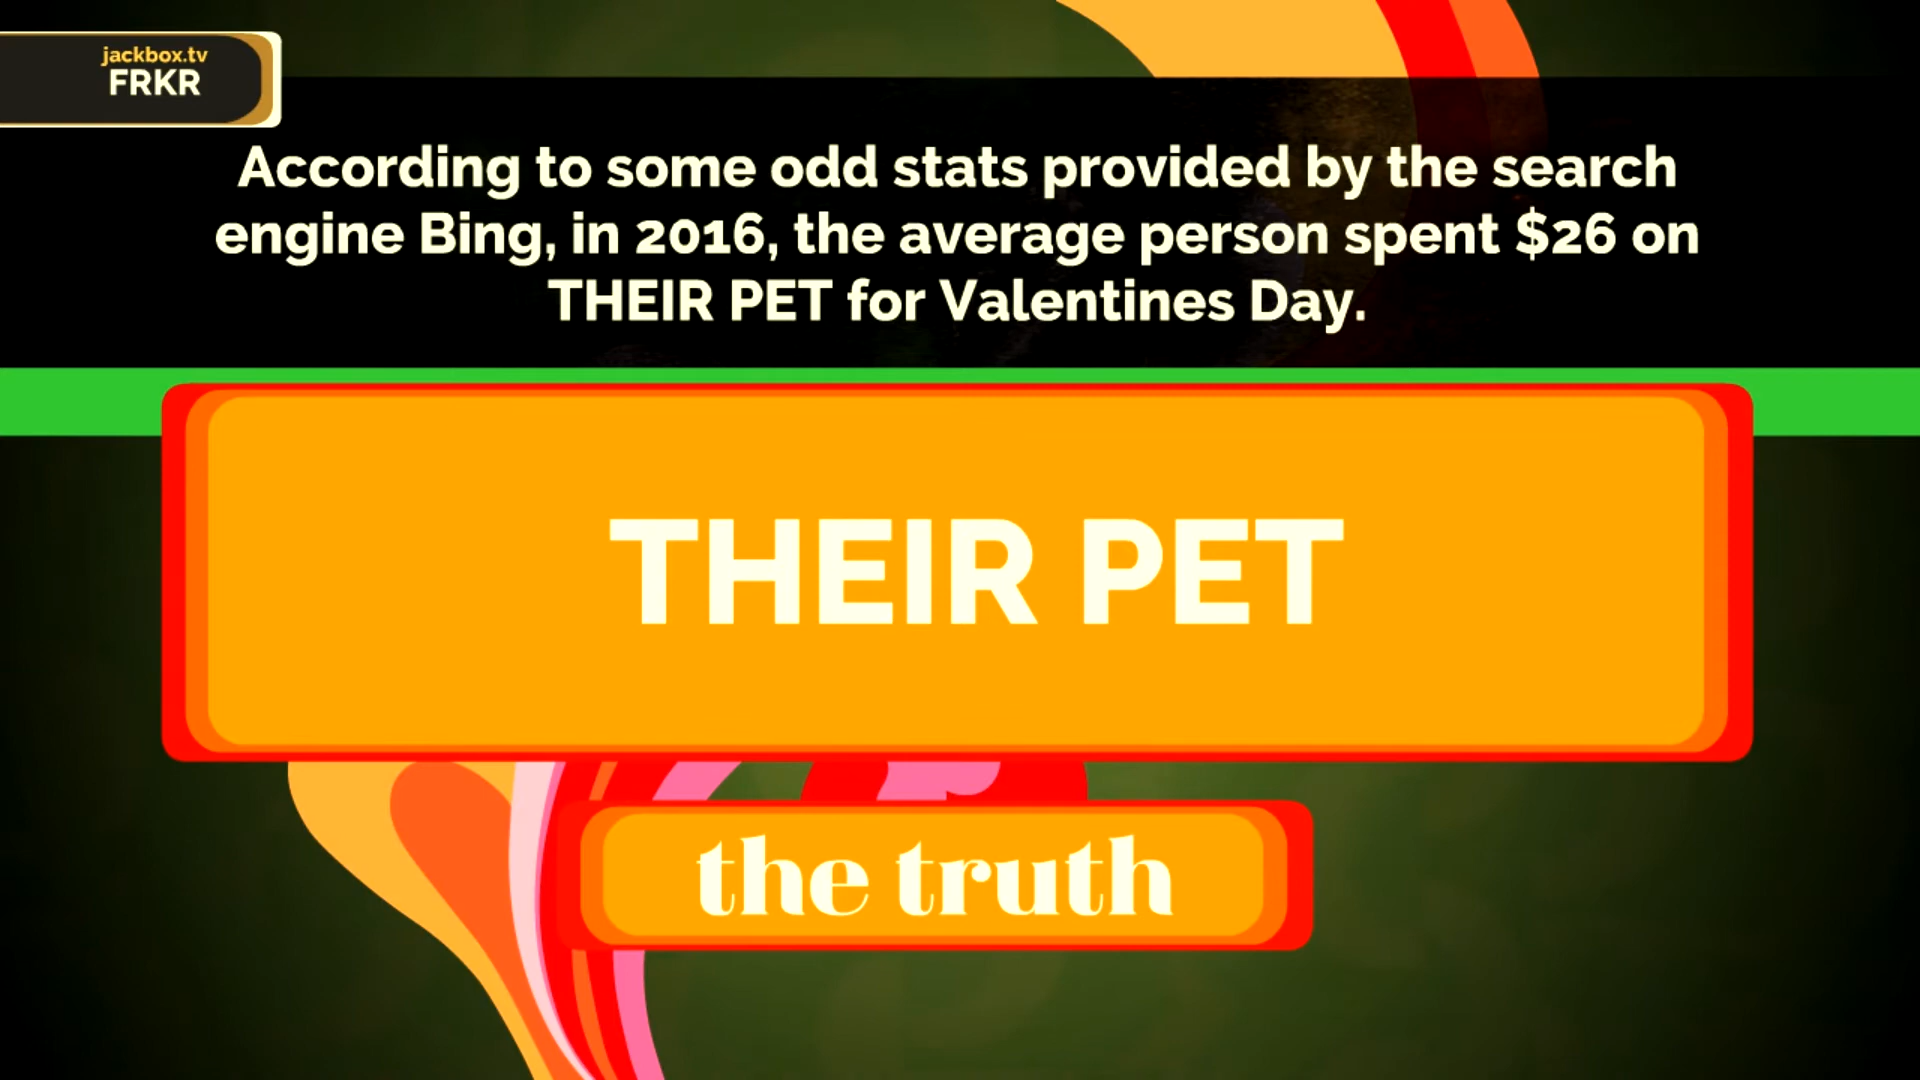 jackbox.tv
FRKR
According to some odd stats provided by the search
engine Bing, in 2016, the average person spent $26 on
THEIR PET for Valentines Day.
THEIR PET
the truth